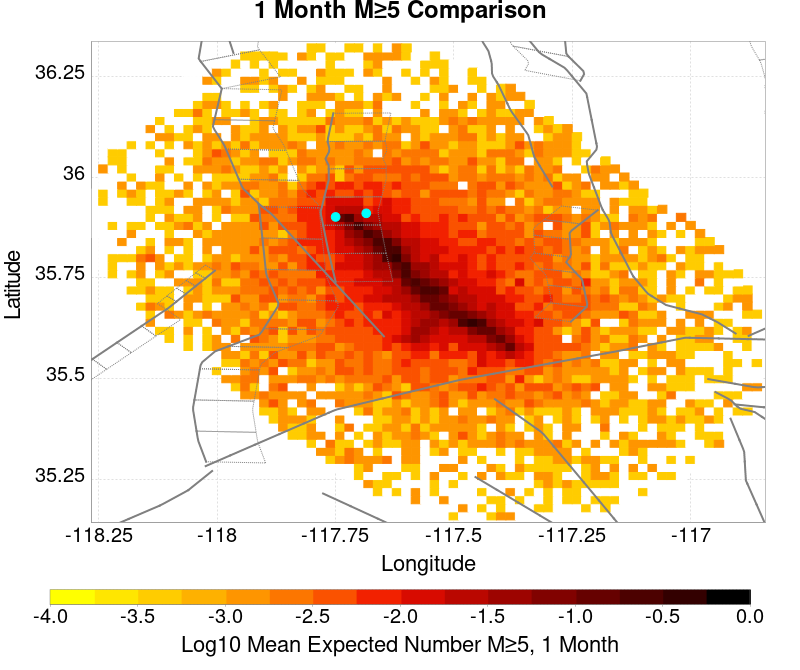 1 Month M≥5 Comparison
36.25
36
35.75
35.5
35.25
Latitude
-118.25 -118 -117.75 -117.5 -117.25 -117
Longitude
-4.0 -3.5 -3.0 -2.5 -2.0 -1.5 -1.0 -0.5 0.0
Log10 Mean Expected Number M≥5, 1 Month